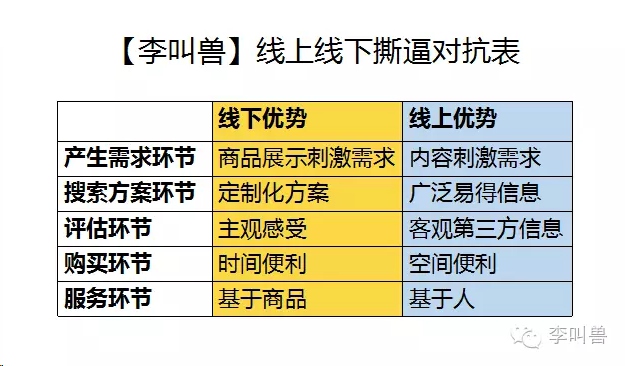 【李叫兽】线上线下撕逼对抗表
线下优势 线上优势
产生需求环节 商品展示刺激需求 内容刺激需求
搜索方案环节 定制化方案 广泛易得信息
评估环节 主观感受 客观第三方信息
购买环节 时间便利 空间便利
服务环节 基于商品 基于人
李叫兽